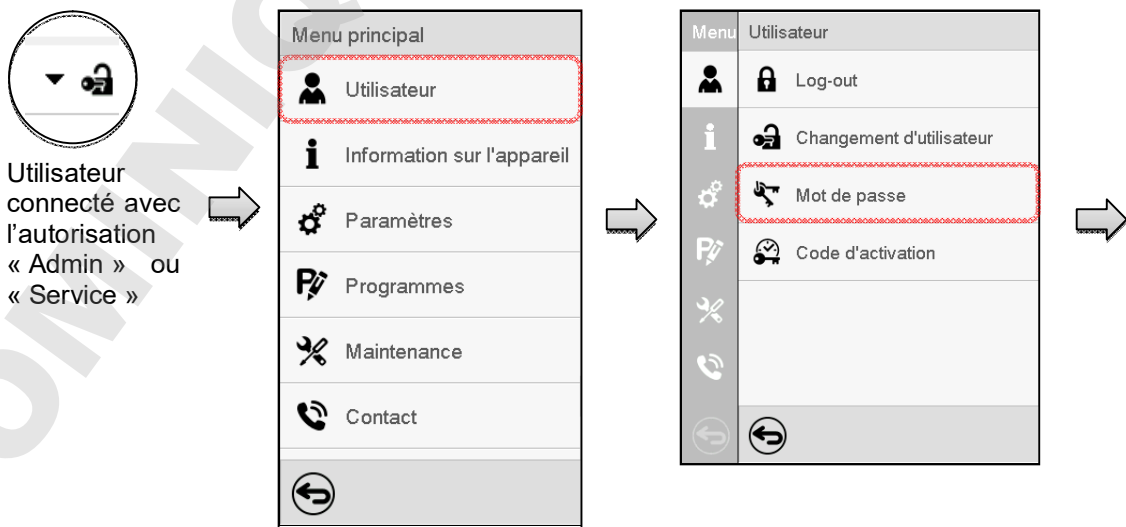 Utilisateur
connecté avec
l'autorisation
« Admin » ou
« Service »
Menu principal
Utilisateur
Information sur l'appareil
Paramètres
Programmes
Maintenance
Contact
Menu
Utilisateur
Log-out
Changement d'utilisateur
Mot de passe
Code d'activation